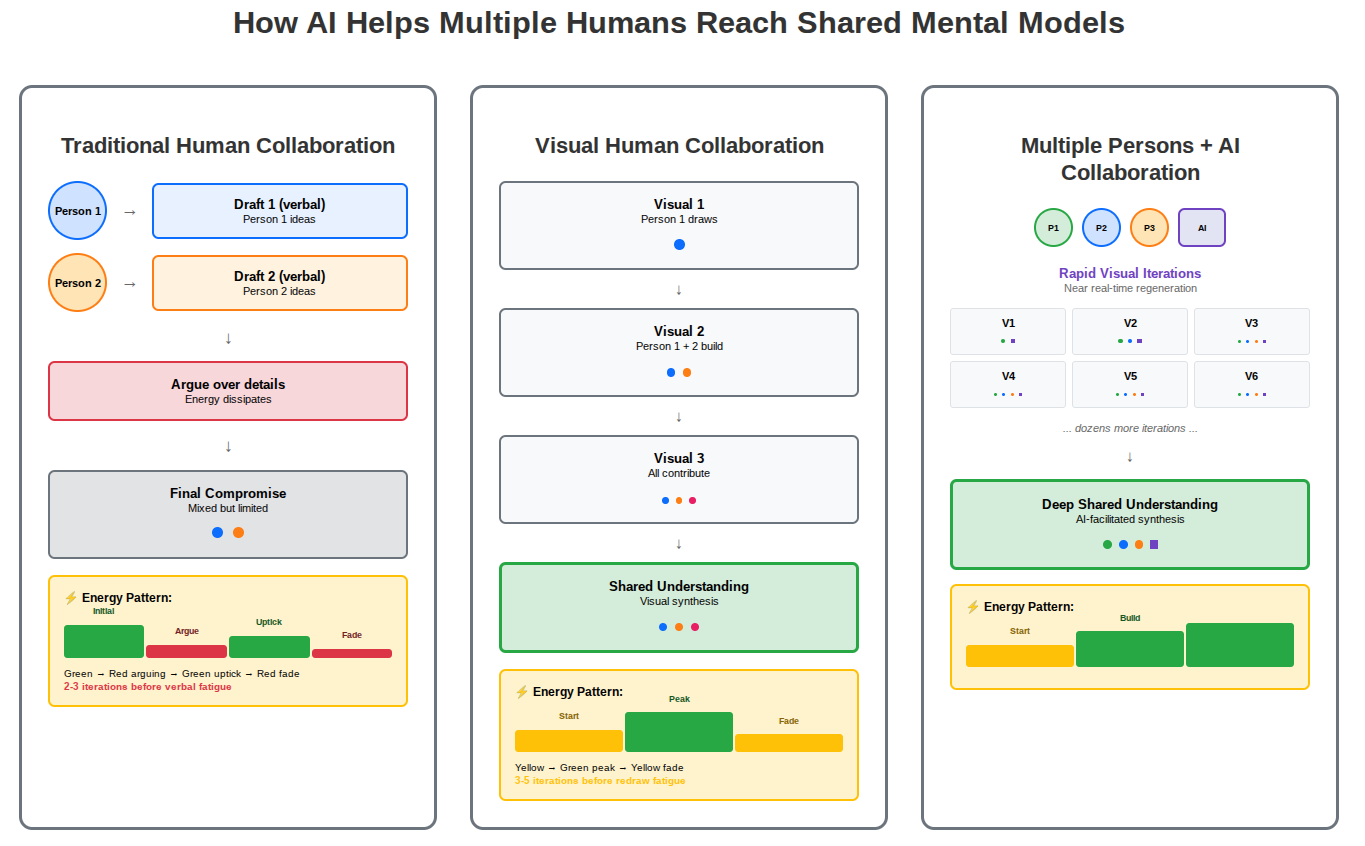 How AI Helps Multiple Humans Reach Shared Mental Models
Traditional Human Collaboration
Person 1
→
Draft 1 (verbal)
Person 1 ideas
Person 2
→
Draft 2 (verbal)
Person 2 ideas
↓
Argue over details
Energy dissipates
↓
Final Compromise
Mixed but limited
⚡ Energy Pattern:
Initial
Argue
Uptick
Fade
Green → Red arguing → Green uptick → Red fade
2-3 iterations before verbal fatigue
Visual Human Collaboration
Visual 1
Person 1 draws
↓
Visual 2
Person 1 + 2 build
↓
Visual 3
All contribute
↓
Shared Understanding
Visual synthesis
⚡ Energy Pattern:
Start
Peak
Fade
Yellow → Green peak → Yellow fade
3-5 iterations before redraw fatigue
Multiple Persons + AI
Collaboration
P1
P2
P3
AI
Rapid Visual Iterations
Near real-time regeneration
V1
V2
V3
V4
V5
V6
... dozens more iterations ...
↓
Deep Shared Understanding
AI-facilitated synthesis
⚡ Energy Pattern:
Start
Build